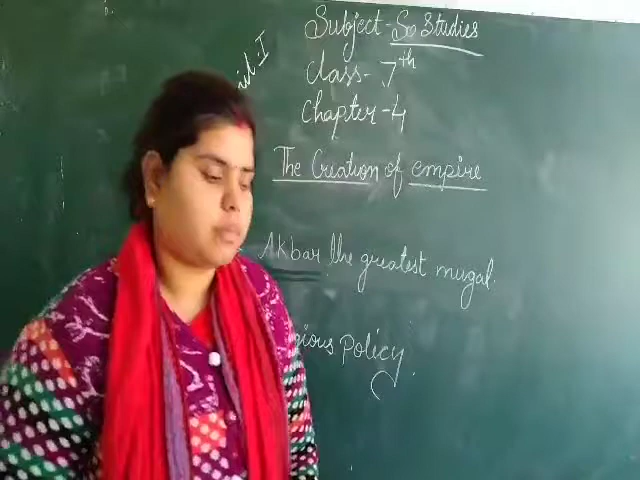 Subject - So Studies
Class - 7th
Chapter - 4
The Creation of empire
Akbar the greatest mugal.
Policy.